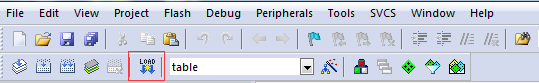 File Edit View Project Flash Debug Peripherals Tools SVCS Window Help
LOAD table